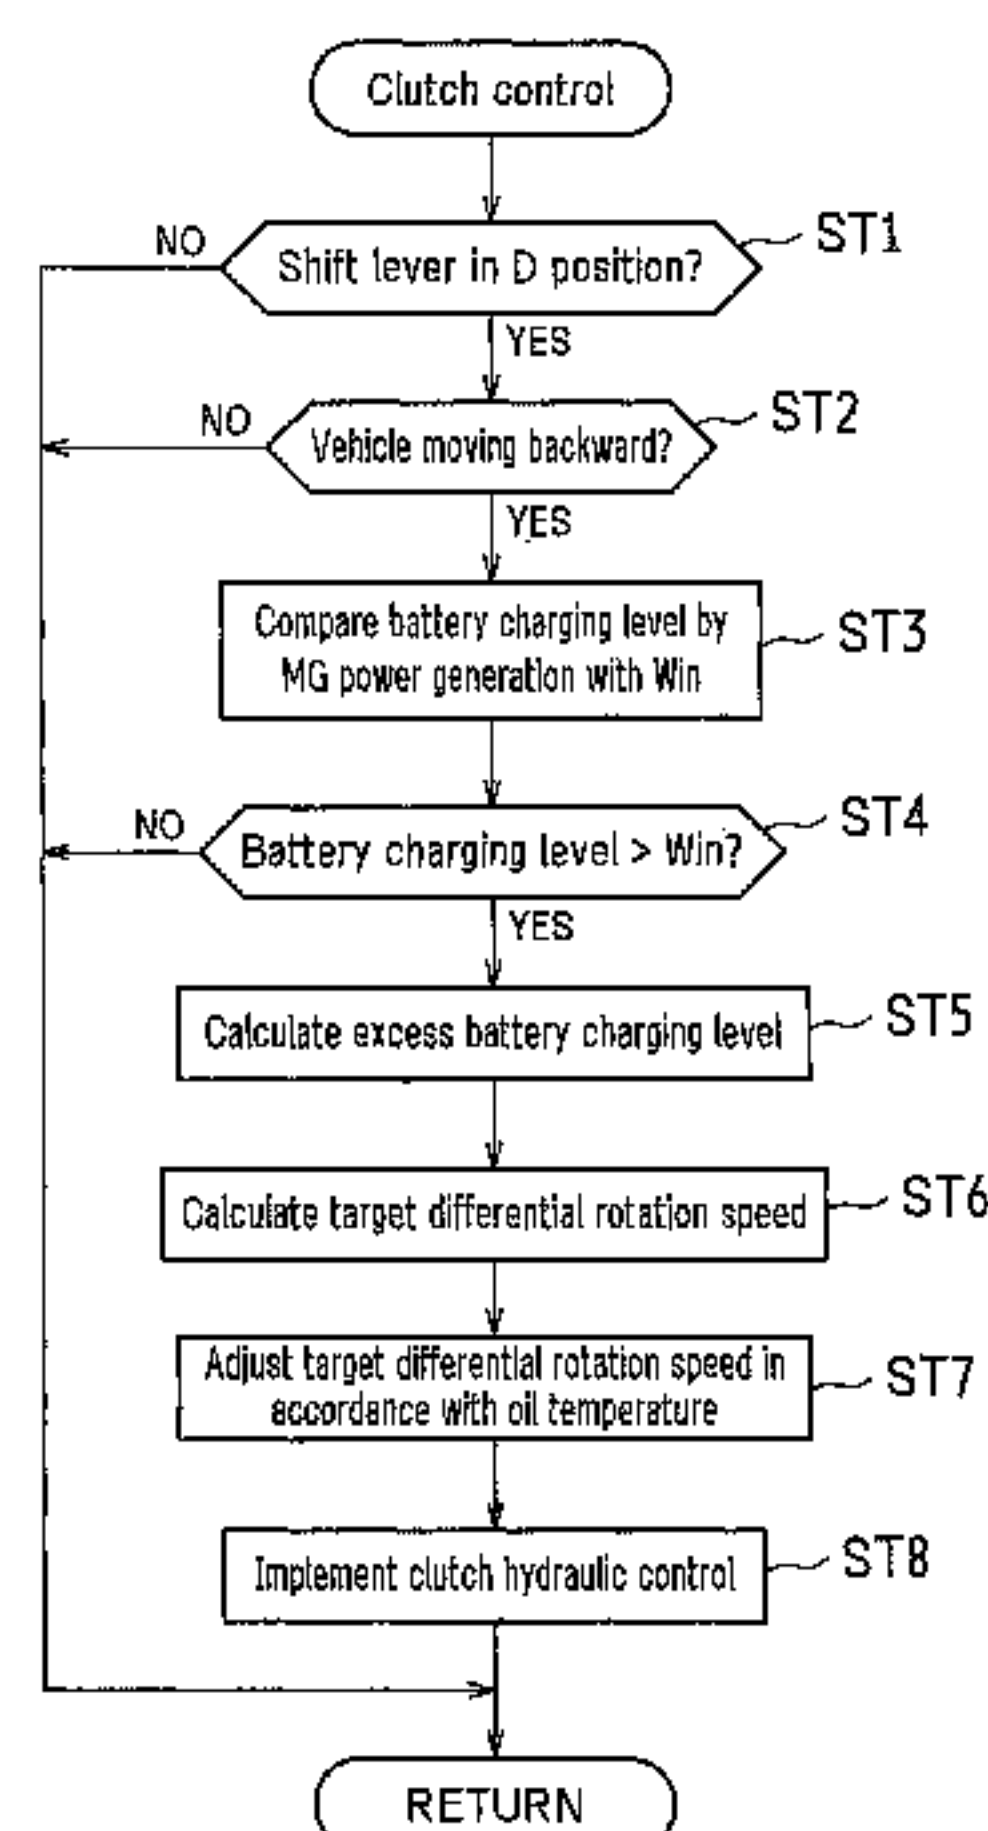 Clutch control
ST1
NO
Shift lever in D position?
YES
ST2
NO
Vehicle moving backward?
YES
Compare battery charging level by
MG power generation with Win
ST3
ST4
NO
Battery charging level > Win?
YES
Calculate excess battery charging level
ST5
Calculate target differential rotation speed
ST6
Adjust target differential rotation speed in
accordance with oil temperature
ST7
Implement clutch hydraulic control
ST8
RETURN